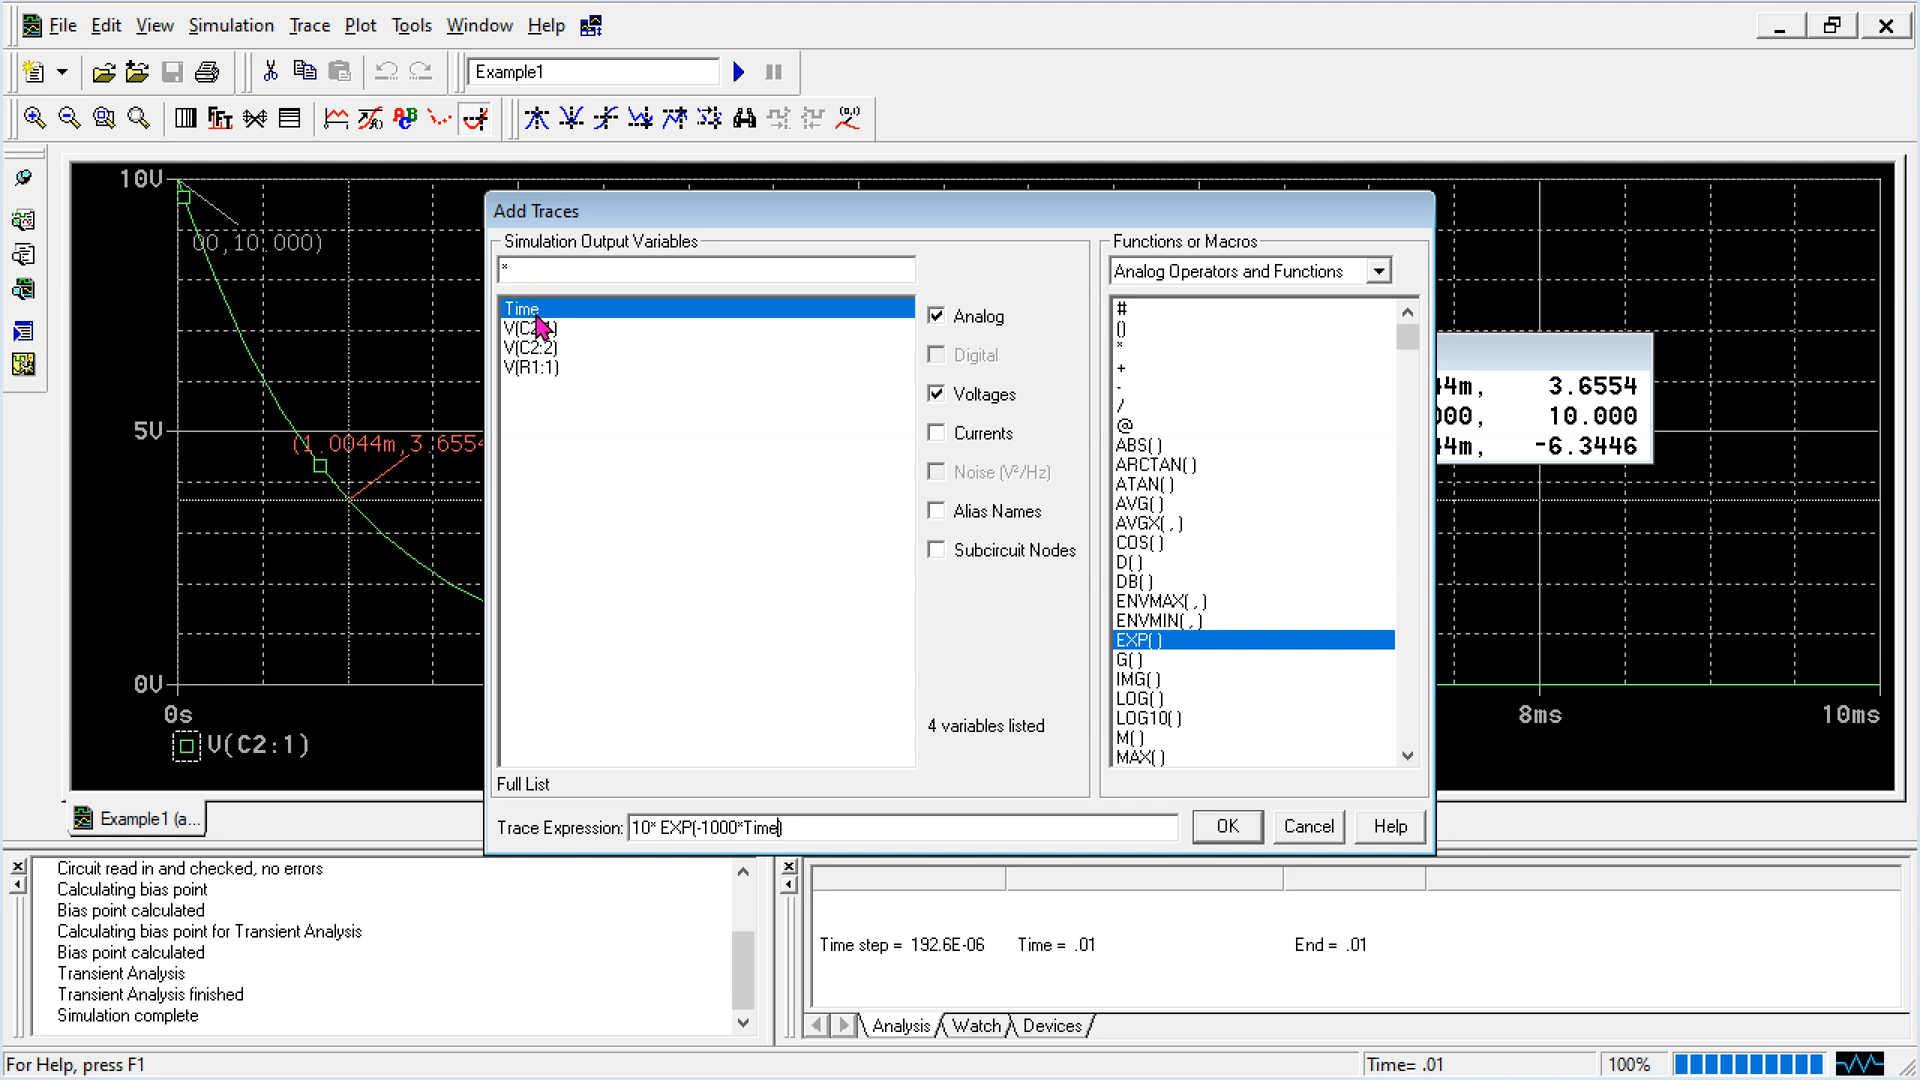 File Edit View Simulation Trace Plot Tools Window Help
Example1
10V
00,10.000)
5V
(1.0044m,3.6554
0V
0s
8ms
10ms
V(C2:1)
Add Traces
Simulation Output Variables
*
Time
V(C2:1)
V(C2:2)
V(R1:1)
Analog
Digital
Voltages
Currents
Noise (V²/Hz)
Alias Names
Subcircuit Nodes
4 variables listed
Full List
Functions or Macros
Analog Operators and Functions
#
()
*
+
-
/
@
ABS()
ARCTAN()
ATAN()
AVG()
AVGX(,)
COS()
D()
DB()
ENVMAX(,)
ENVMIN(,)
EXP()
G()
IMG()
LOG()
LOG10()
M()
MAX()
Trace Expression: 10* EXP(-1000*Time)
OK Cancel Help
44m, 3.6554
000, 10.000
44m, -6.3446
Example1 (a...
Circuit read in and checked, no errors
Calculating bias point
Bias point calculated
Calculating bias point for Transient Analysis
Bias point calculated
Transient Analysis
Transient Analysis finished
Simulation complete
Time step = 192.6E-06 Time = .01 End = .01
Analysis Watch Devices
For Help, press F1
Time= .01
100%